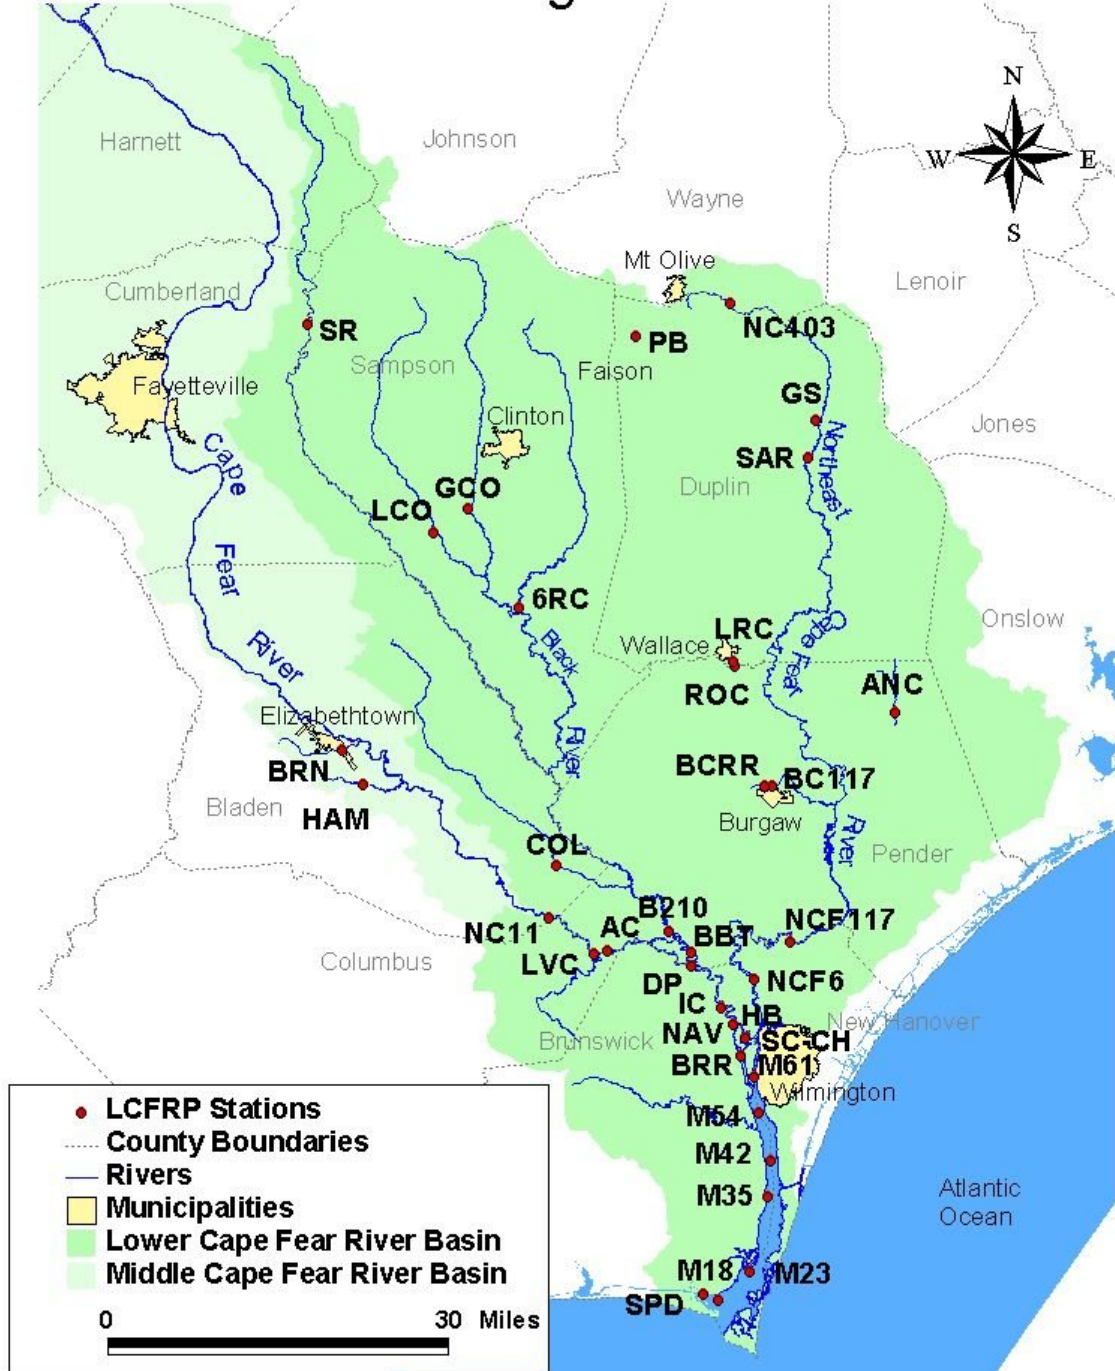 N
W
E
S
Harnett
Johnson
Wayne
Mt Olive
Lenoir
Cumberland
NC403
SR
PB
Sampson
Faison
Fayetteville
GS
Clinton
Jones
Cape
Northeast
SAR
GCO
Duplin
LCO
Fear
6RC
Onslow
LRC
Black
Wallace
Cape Fear
River
ROC
ANC
Elizabethtown
River
BRN
BCRR
BC117
Bladen
HAM
Burgaw
River
Pender
COL
B210
NCF117
AC
NC11
BBT
LVC
Columbus
DP
NCF6
IC
HB
New Hanover
NAV
SC-CH
Brunswick
BRR
M61
Wilmington
M54
M42
M35
Atlantic
Ocean
M18
M23
SPD
LCFRP Stations
County Boundaries
Rivers
Municipalities
Lower Cape Fear River Basin
Middle Cape Fear River Basin
0 30 Miles